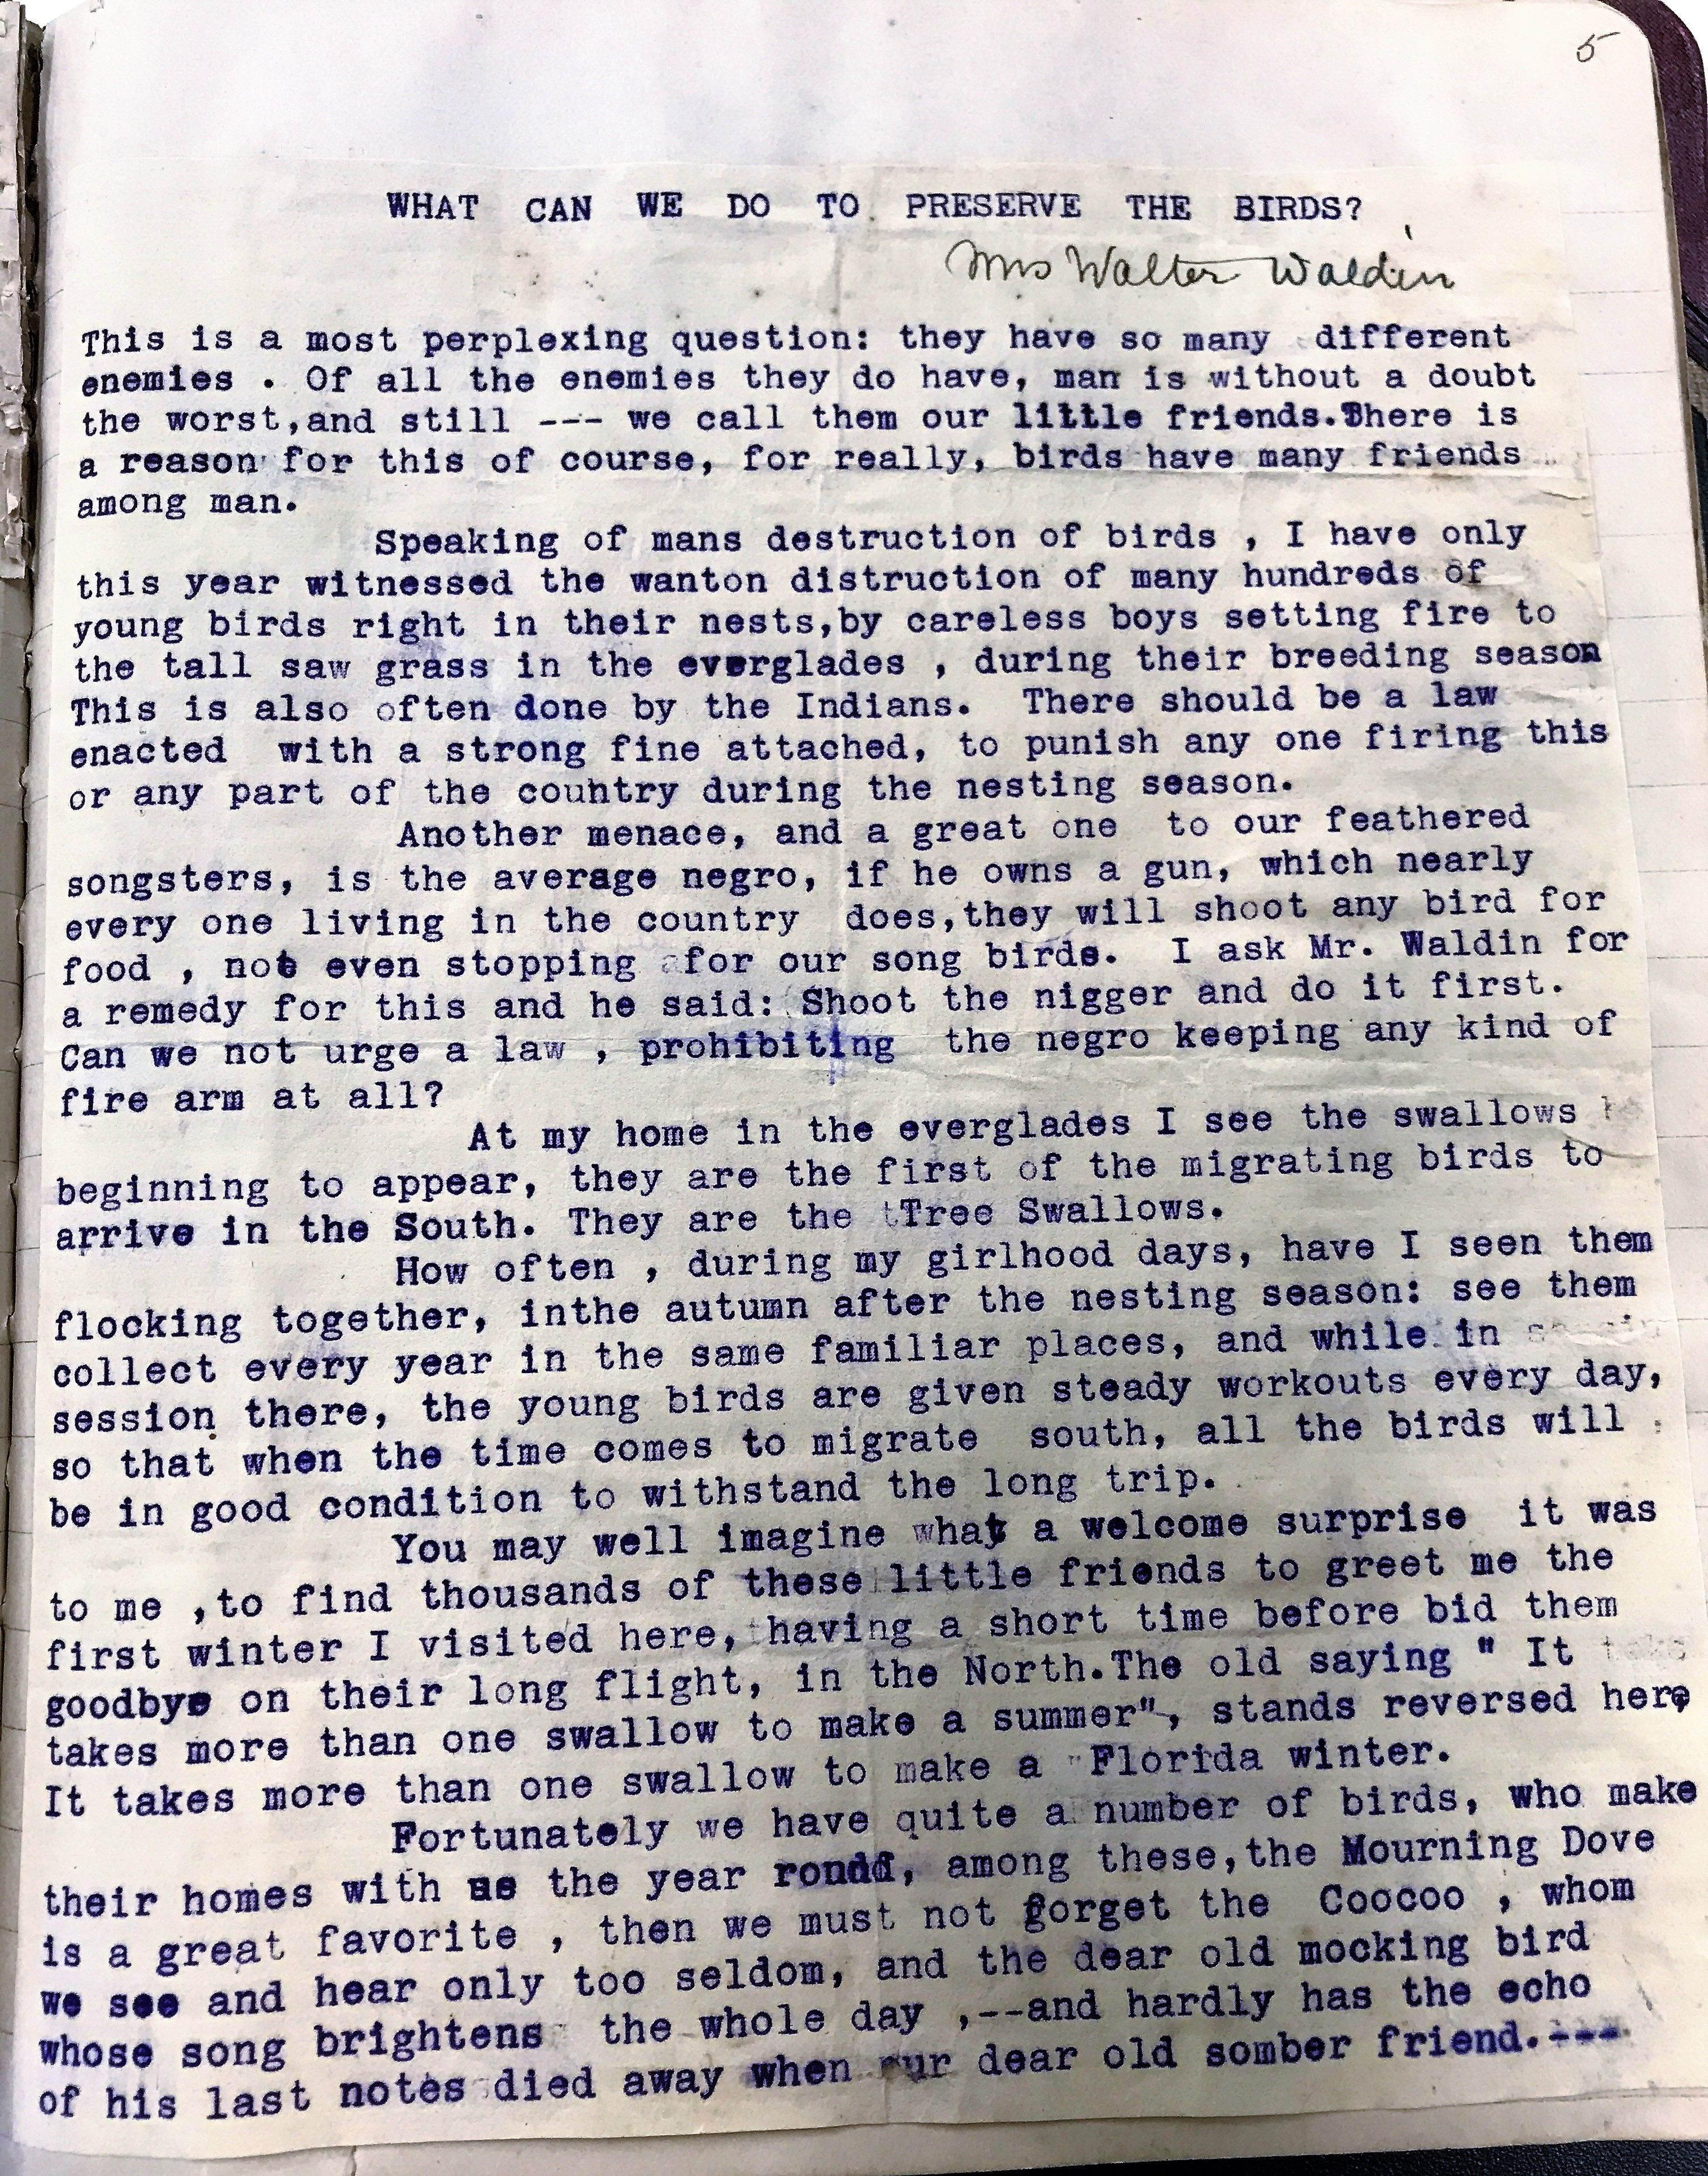 5
WHAT CAN WE DO TO PRESERVE THE BIRDS?
Mrs Walter Waldin
This is a most perplexing question: they have so many different
enemies . Of all the enemies they do have, man is without a doubt
the worst,and still --- we call them our little friends.There is
a reason for this of course, for really, birds have many friends
among man.
Speaking of mans destruction of birds , I have only
this year witnessed the wanton distruction of many hundreds of
young birds right in their nests,by careless boys setting fire to
the tall saw grass in the everglades , during their breeding season
This is also often done by the Indians. There should be a law
enacted with a strong fine attached, to punish any one firing this
or any part of the country during the nesting season.
Another menace, and a great one to our feathered
songsters, is the average negro, if he owns a gun, which nearly
every one living in the country does,they will shoot any bird for
food , not even stopping for our song birds. I ask Mr. Waldin for
a remedy for this and he said: Shoot the nigger and do it first.
Can we not urge a law , prohibiting the negro keeping any kind of
fire arm at all?
At my home in the everglades I see the swallows
beginning to appear, they are the first of the migrating birds to
arrive in the South. They are the Tree Swallows.
How often , during my girlhood days, have I seen them
flocking together, inthe autumn after the nesting season: see them
collect every year in the same familiar places, and while in
session there, the young birds are given steady workouts every day,
so that when the time comes to migrate south, all the birds will
be in good condition to withstand the long trip.
You may well imagine what a welcome surprise it was
to me ,to find thousands of these little friends to greet me the
first winter I visited here, having a short time before bid them
goodbye on their long flight, in the North.The old saying " It
takes more than one swallow to make a summer", stands reversed here,
It takes more than one swallow to make a Florida winter.
Fortunately we have quite a number of birds, who make
their homes with us the year round, among these,the Mourning Dove
is a great favorite , then we must not forget the Coocoo , whom
we see and hear only too seldom, and the dear old mocking bird
whose song brightens the whole day ,--and hardly has the echo
of his last notes died away when our dear old somber friend.---